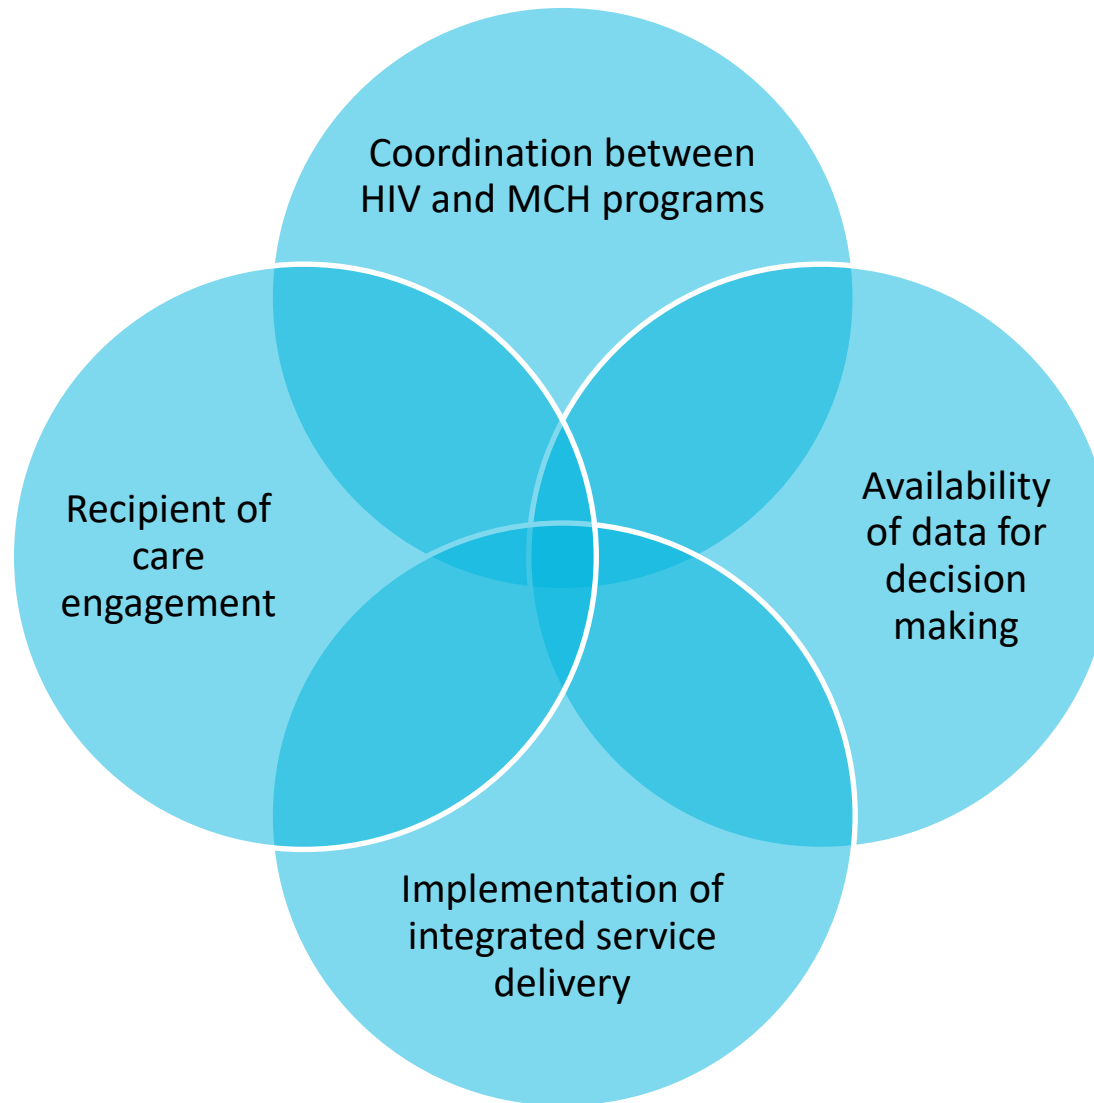 Coordination between
HIV and MCH programs
Recipient of
care
engagement
Availability
of data for
decision
making
Implementation of
integrated service
delivery